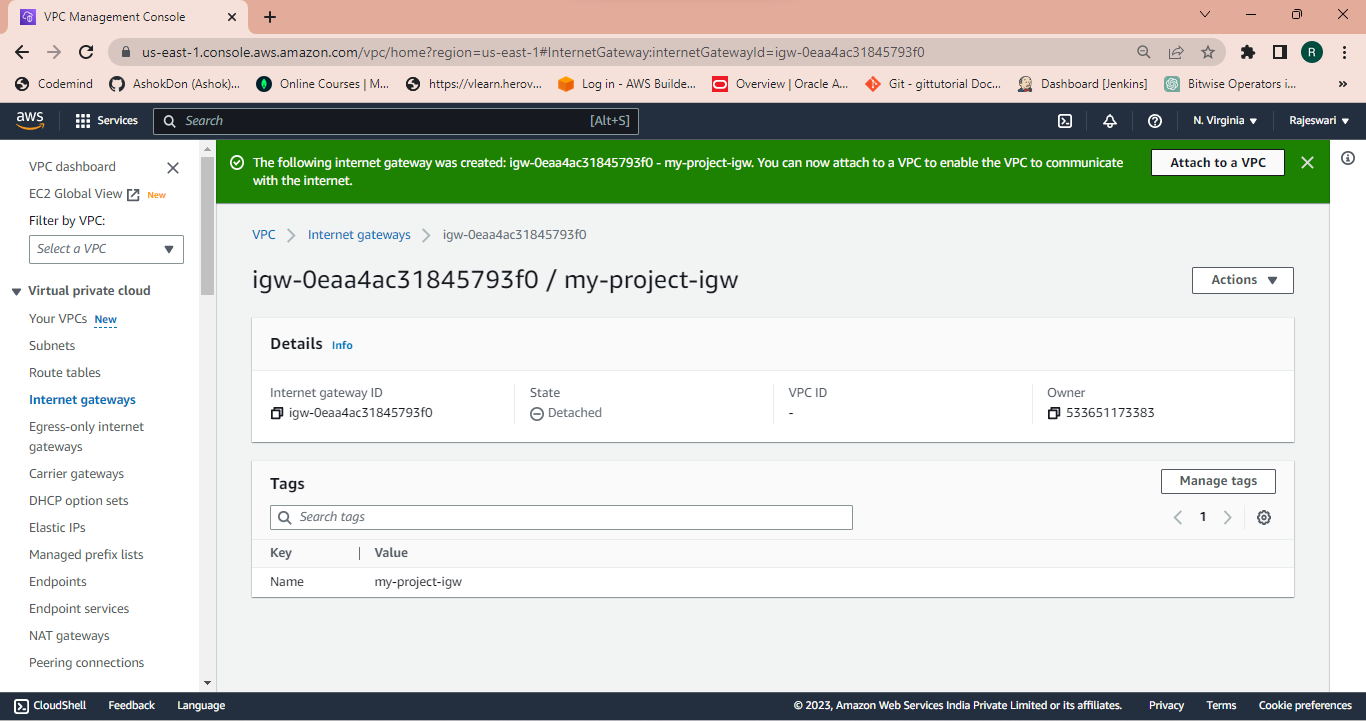 VPC Management Console
us-east-1.console.aws.amazon.com/vpc/home?region=us-east-1#InternetGateway:internetGatewayId=igw-0eaa4ac31845793f0
R
Codemind
AshokDon (Ashok)...
Online Courses | M...
https://vlearn.herov...
Log in - AWS Builde...
Overview | Oracle A...
Git - gittutorial Doc...
Dashboard [Jenkins]
Bitwise Operators i...
aws
Services
Search
[Alt+S]
N. Virginia
Rajeswari
VPC dashboard
EC2 Global View New
Filter by VPC:
Select a VPC
Virtual private cloud
Your VPCs New
Subnets
Route tables
Internet gateways
Egress-only internet
gateways
Carrier gateways
DHCP option sets
Elastic IPs
Managed prefix lists
Endpoints
Endpoint services
NAT gateways
Peering connections
The following internet gateway was created: igw-0eaa4ac31845793f0 - my-project-igw. You can now attach to a VPC to enable the VPC to communicate
with the internet.
Attach to a VPC
VPC
Internet gateways
igw-0eaa4ac31845793f0
igw-0eaa4ac31845793f0 / my-project-igw
Actions
Details Info
Internet gateway ID
igw-0eaa4ac31845793f0
State
Detached
VPC ID
-
Owner
533651173383
Tags
Manage tags
Search tags
1
Key
Value
Name
my-project-igw
CloudShell
Feedback
Language
© 2023, Amazon Web Services India Private Limited or its affiliates.
Privacy
Terms
Cookie preferences